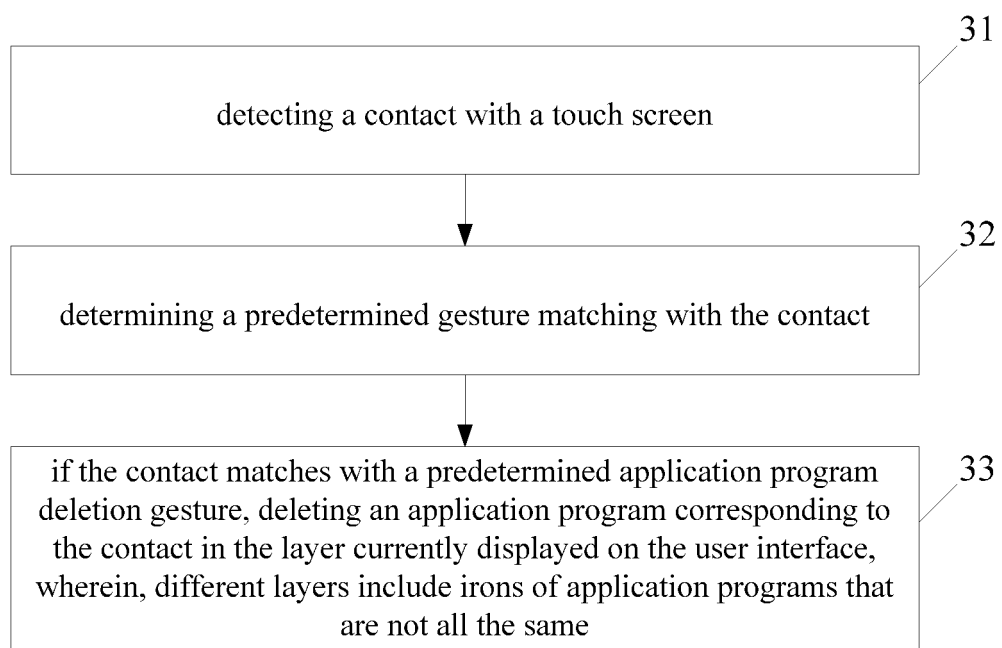 31
detecting a contact with a touch screen
32
determining a predetermined gesture matching with the contact
33
if the contact matches with a predetermined application program
deletion gesture, deleting an application program corresponding to
the contact in the layer currently displayed on the user interface,
wherein, different layers include irons of application programs that
are not all the same